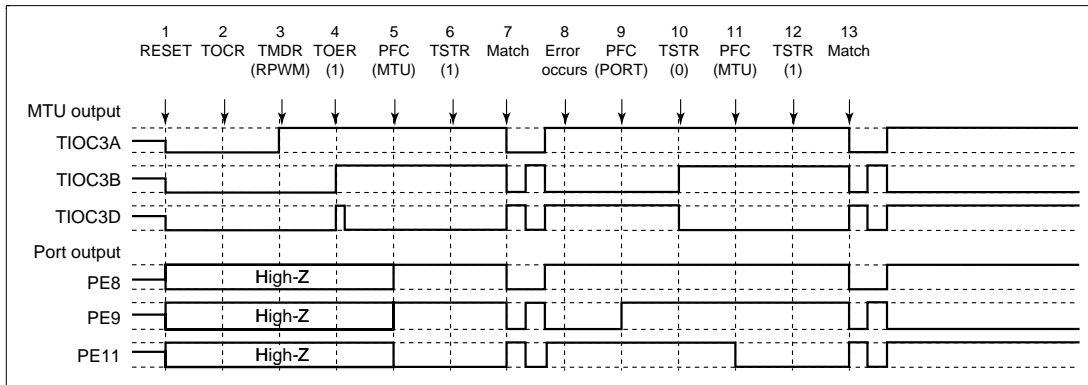 1 2 3 4 5 6 7 8 9 10 11 12 13
RESET TOCR TMDR TOER PFC TSTR Match Error PFC TSTR PFC TSTR Match
(RPWM) (1) (MTU) (1) occurs (PORT) (0) (MTU) (1)
MTU output
TIOC3A
TIOC3B
TIOC3D
Port output
PE8 High-Z
PE9 High-Z
PE11 High-Z